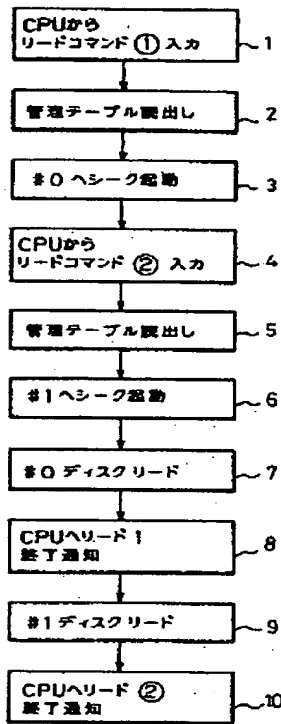 CPUから
リードコマンド ① 入力
1
管理テーブル読出し
2
#0 へシーク起動
3
CPUから
リードコマンド ② 入力
4
管理テーブル読出し
5
#1 へシーク起動
6
#0 ディスクリード
7
CPUへリード 1
終了通知
8
#1 ディスクリード
9
CPUへリード ②
終了通知
10